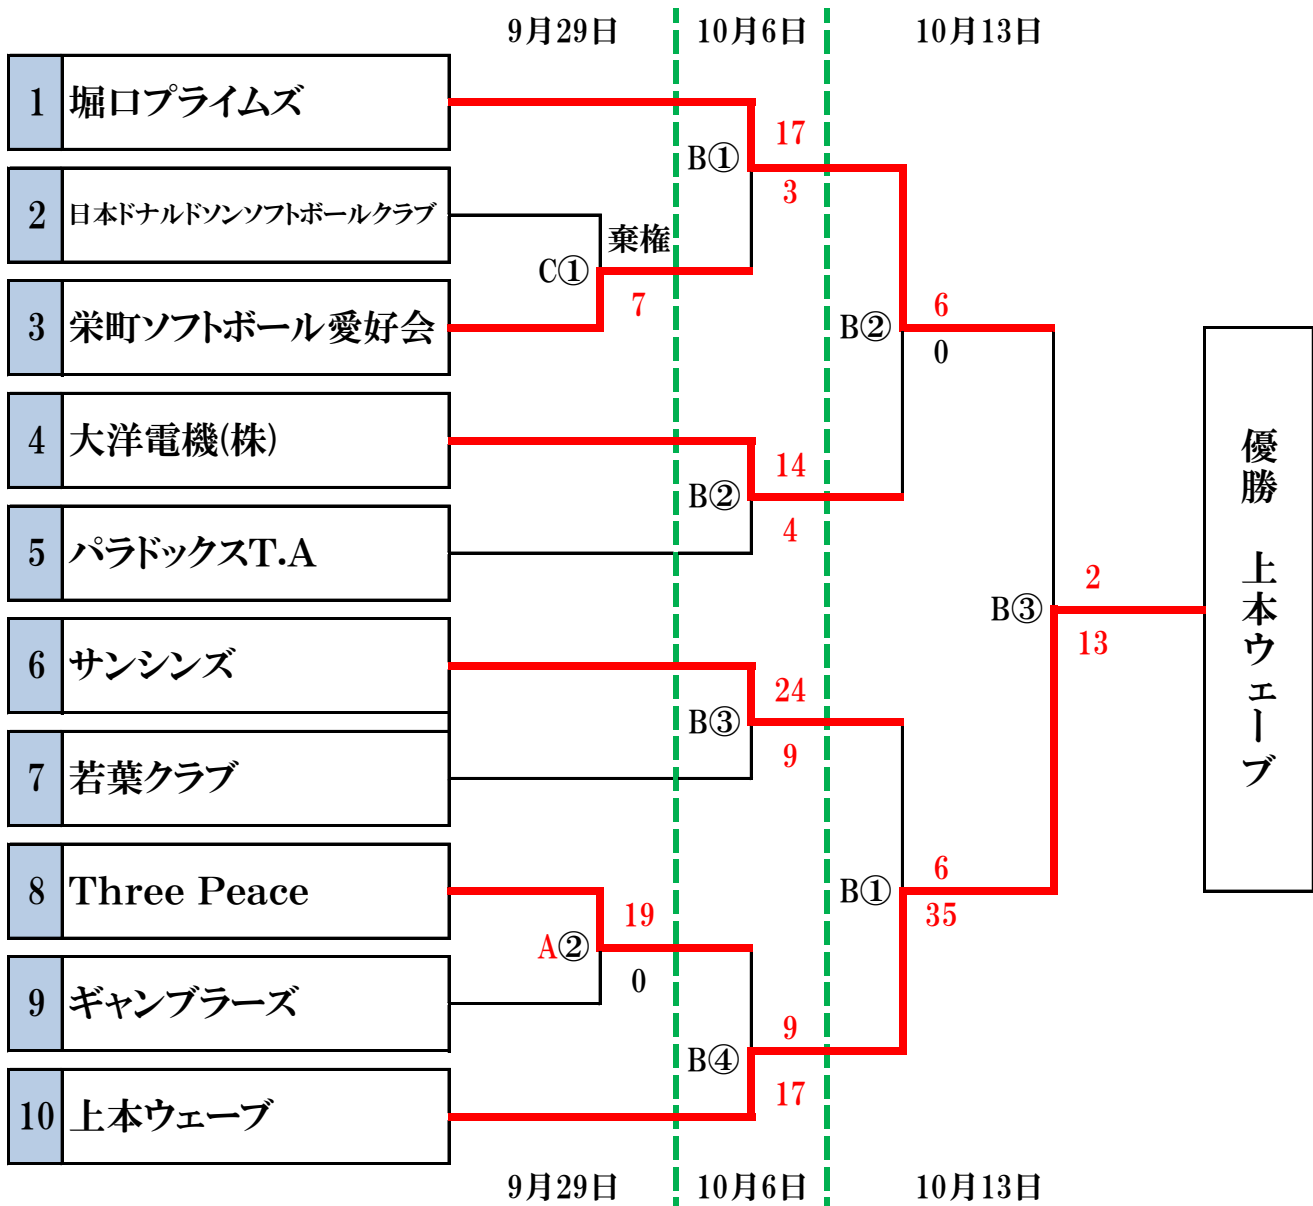 9月29日 10月6日 10月13日
1 堀口プライムズ
17
B①
3
2 日本ドナルドソンソフトボールクラブ
棄権
C①
7
3 栄町ソフトボール愛好会
6
B②
0
4 大洋電機(株)
14
B②
4
5 パラドックスT.A
2
B③
13
優勝 上本ウェーブ
6 サンシンズ
24
B③
9
7 若葉クラブ
6
B①
35
8 Three Peace
19
A②
0
9 ギャンブラーズ
9
B④
17
10 上本ウェーブ
9月29日 10月6日 10月13日